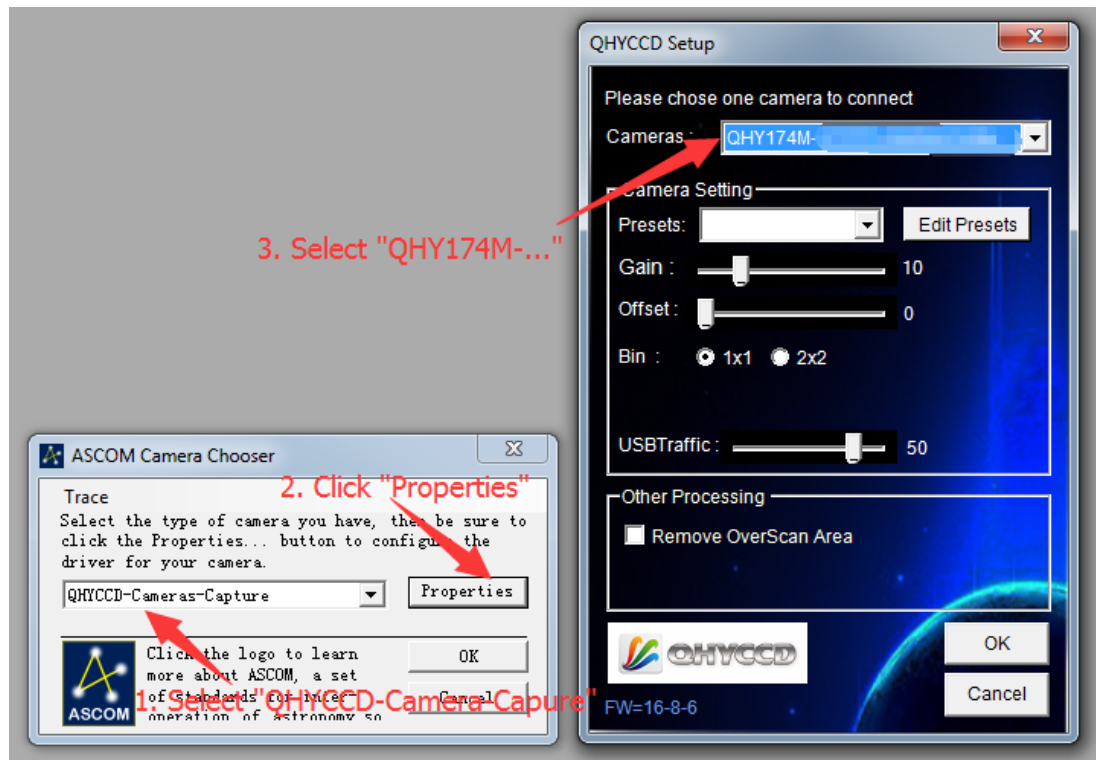 QHYCCD Setup
X
Please chose one camera to connect
Cameras :
QHY174M-
Camera Setting
Presets:
Edit Presets
3. Select "QHY174M-..."
Gain :
10
Offset :
0
Bin :
1x1
2x2
USBTraffic :
50
Other Processing
Remove OverScan Area
QHYCCD
OK
Cancel
FW=16-8-6
ASCOM Camera Chooser
Trace
2. Click "Properties"
Select the type of camera you have, then be sure to
click the Properties... button to configure the
driver for your camera.
QHYCCD-Cameras-Capture
Properties
Click the logo to learn
more about ASCOM, a set
of standards for inter-
operation of astronomy so
ASCOM
OK
Cancel
1. Select "QHYCCD-Camera-Capure"